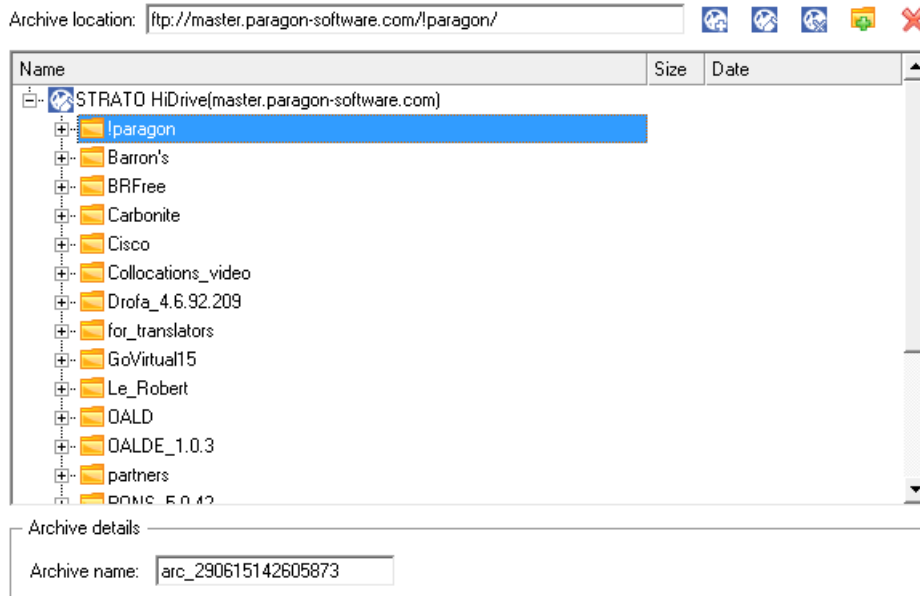 Archive location: ftp://master.paragon-software.com/!paragon/
Name Size Date
STRATO HiDrive(master.paragon-software.com)
!paragon
Barron's
BRFree
Carbonite
Cisco
Collocations_video
Drofa_4.6.92.209
for_translators
GoVirtual15
Le_Robert
OALD
OALDE_1.0.3
partners
Archive details
Archive name: arc_290615142605873